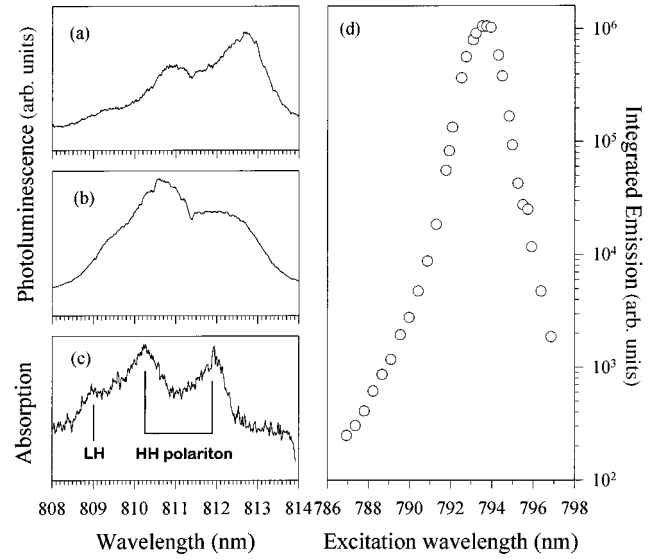 (a)
(b)
(c)
(d)
Photoluminescence (arb. units)
Absorption
LH
HH polariton
808 809 810 811 812 813 814
Wavelength (nm)
786 788 790 792 794 796 798
Excitation wavelength (nm)
10⁶
10⁵
10⁴
10³
10²
Integrated Emission (arb. units)